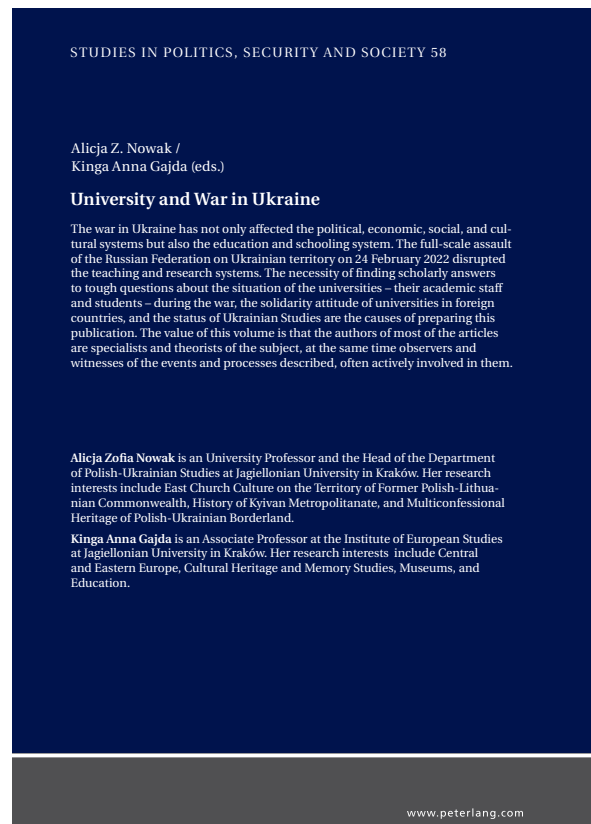 STUDIES IN POLITICS, SECURITY AND SOCIETY 58
Alicja Z. Nowak /
Kinga Anna Gajda (eds.)
University and War in Ukraine
The war in Ukraine has not only affected the political, economic, social, and cul-
tural systems but also the education and schooling system. The full-scale assault
of the Russian Federation on Ukrainian territory on 24 February 2022 disrupted
the teaching and research systems. The necessity of finding scholarly answers
to tough questions about the situation of the universities – their academic staff
and students – during the war, the solidarity attitude of universities in foreign
countries, and the status of Ukrainian Studies are the causes of preparing this
publication. The value of this volume is that the authors of most of the articles
are specialists and theorists of the subject, at the same time observers and
witnesses of the events and processes described, often actively involved in them.
Alicja Zofia Nowak is an University Professor and the Head of the Department
of Polish-Ukrainian Studies at Jagiellonian University in Kraków. Her research
interests include East Church Culture on the Territory of Former Polish-Lithua-
nian Commonwealth, History of Kyivan Metropolitanate, and Multiconfessional
Heritage of Polish-Ukrainian Borderland.
Kinga Anna Gajda is an Associate Professor at the Institute of European Studies
at Jagiellonian University in Kraków. Her research interests include Central
and Eastern Europe, Cultural Heritage and Memory Studies, Museums, and
Education.
www.peterlang.com